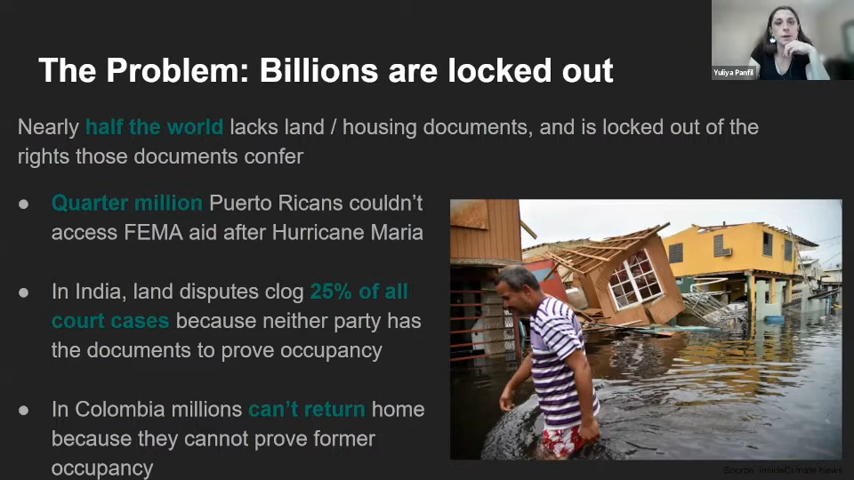 The Problem: Billions are locked out
Yuliya Panfil
Nearly half the world lacks land / housing documents, and is locked out of the
rights those documents confer
● Quarter million Puerto Ricans couldn't
access FEMA aid after Hurricane Maria
● In India, land disputes clog 25% of all
court cases because neither party has
the documents to prove occupancy
● In Colombia millions can't return home
because they cannot prove former
occupancy
Source: InsideClimate News